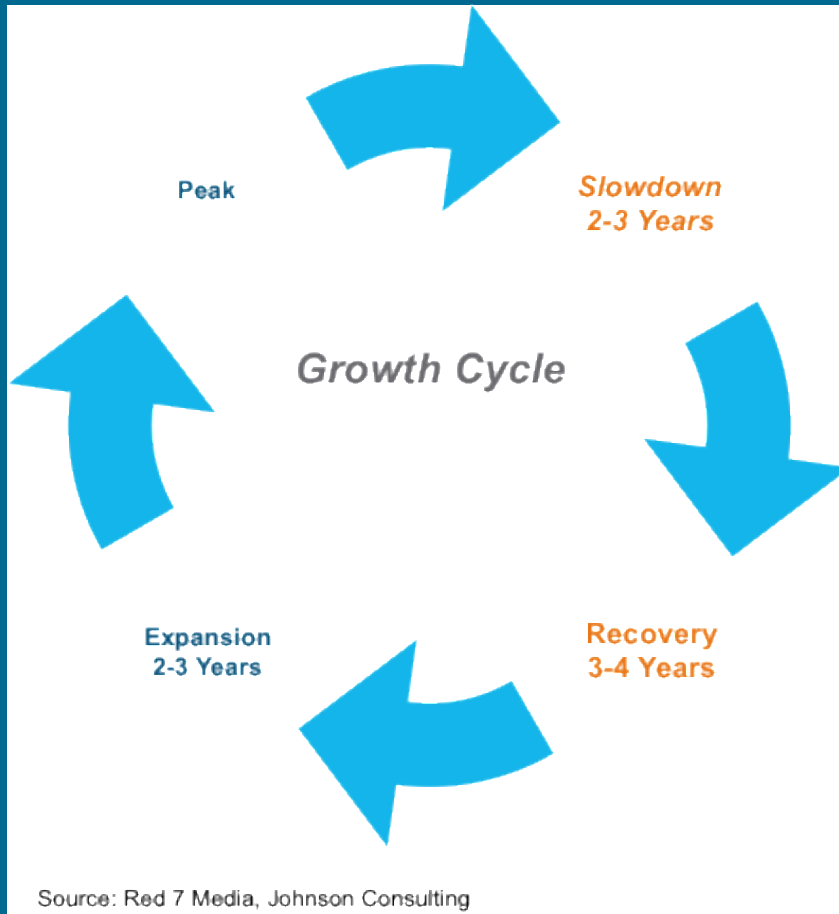 Peak
Slowdown
2-3 Years
Growth Cycle
Expansion
2-3 Years
Recovery
3-4 Years
Source: Red 7 Media, Johnson Consulting